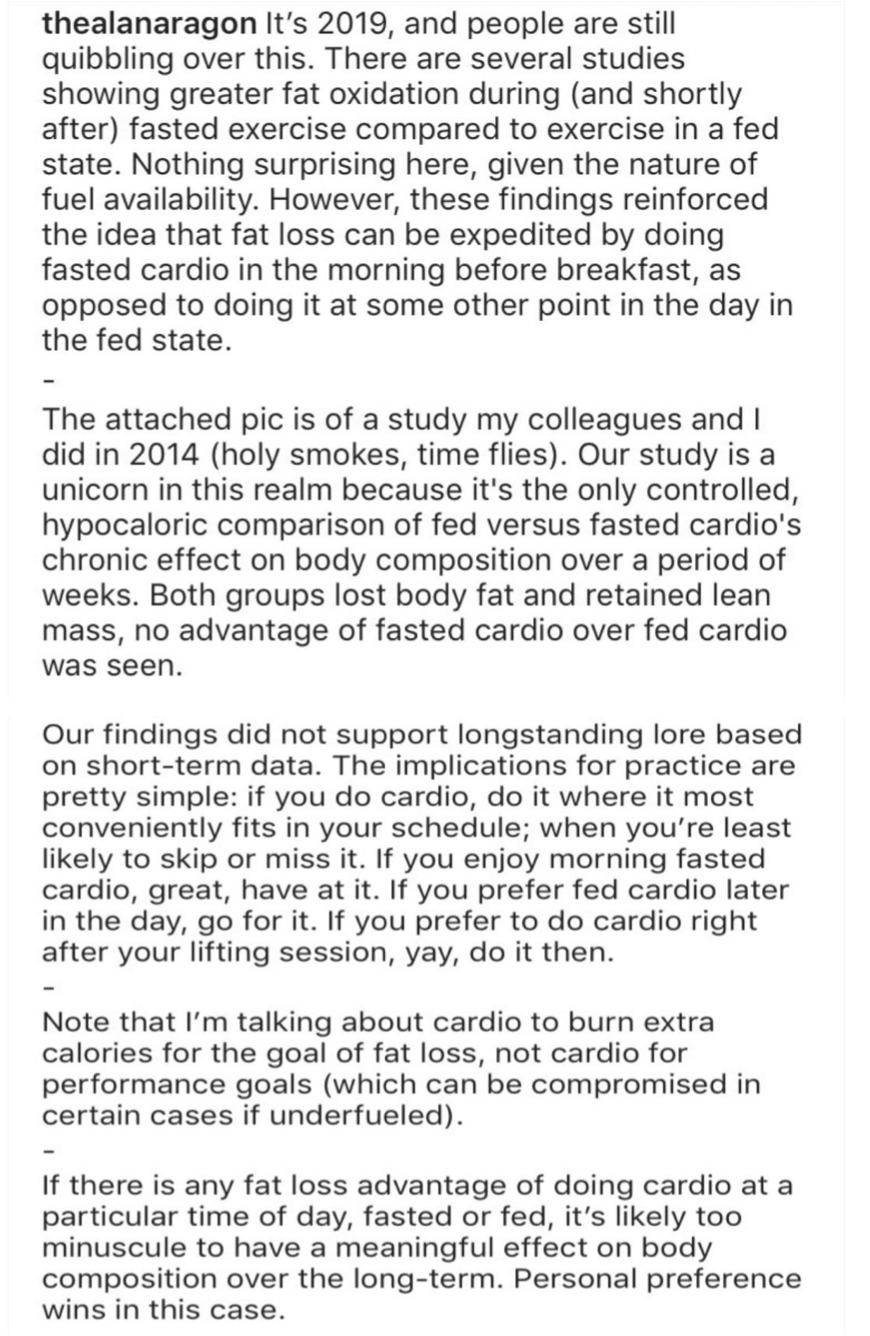 thealanaragon It’s 2019, and people are still
quibbling over this. There are several studies
showing greater fat oxidation during (and shortly
after) fasted exercise compared to exercise in a fed
state. Nothing surprising here, given the nature of
fuel availability. However, these findings reinforced
the idea that fat loss can be expedited by doing
fasted cardio in the morning before breakfast, as
opposed to doing it at some other point in the day in
the fed state.
-
The attached pic is of a study my colleagues and I
did in 2014 (holy smokes, time flies). Our study is a
unicorn in this realm because it's the only controlled,
hypocaloric comparison of fed versus fasted cardio's
chronic effect on body composition over a period of
weeks. Both groups lost body fat and retained lean
mass, no advantage of fasted cardio over fed cardio
was seen.
Our findings did not support longstanding lore based
on short-term data. The implications for practice are
pretty simple: if you do cardio, do it where it most
conveniently fits in your schedule; when you’re least
likely to skip or miss it. If you enjoy morning fasted
cardio, great, have at it. If you prefer fed cardio later
in the day, go for it. If you prefer to do cardio right
after your lifting session, yay, do it then.
-
Note that I’m talking about cardio to burn extra
calories for the goal of fat loss, not cardio for
performance goals (which can be compromised in
certain cases if underfueled).
-
If there is any fat loss advantage of doing cardio at a
particular time of day, fasted or fed, it’s likely too
minuscule to have a meaningful effect on body
composition over the long-term. Personal preference
wins in this case.